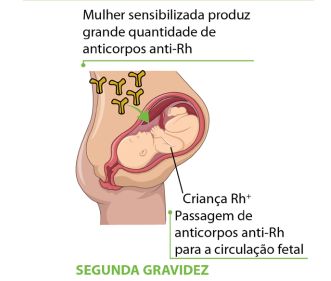 Mulher sensibilizada produz
grande quantidade de
anticorpos anti-Rh
Criança Rh⁺
Passagem de
anticorpos anti-Rh
para a circulação fetal
SEGUNDA GRAVIDEZ